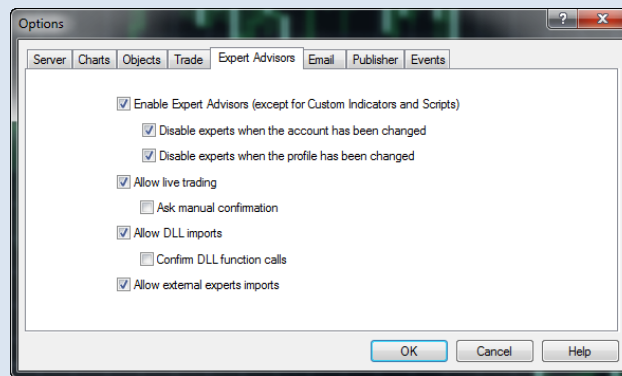 Options
Server Charts Objects Trade Expert Advisors Email Publisher Events
Enable Expert Advisors (except for Custom Indicators and Scripts)
Disable experts when the account has been changed
Disable experts when the profile has been changed
Allow live trading
Ask manual confirmation
Allow DLL imports
Confirm DLL function calls
Allow external experts imports
OK Cancel Help